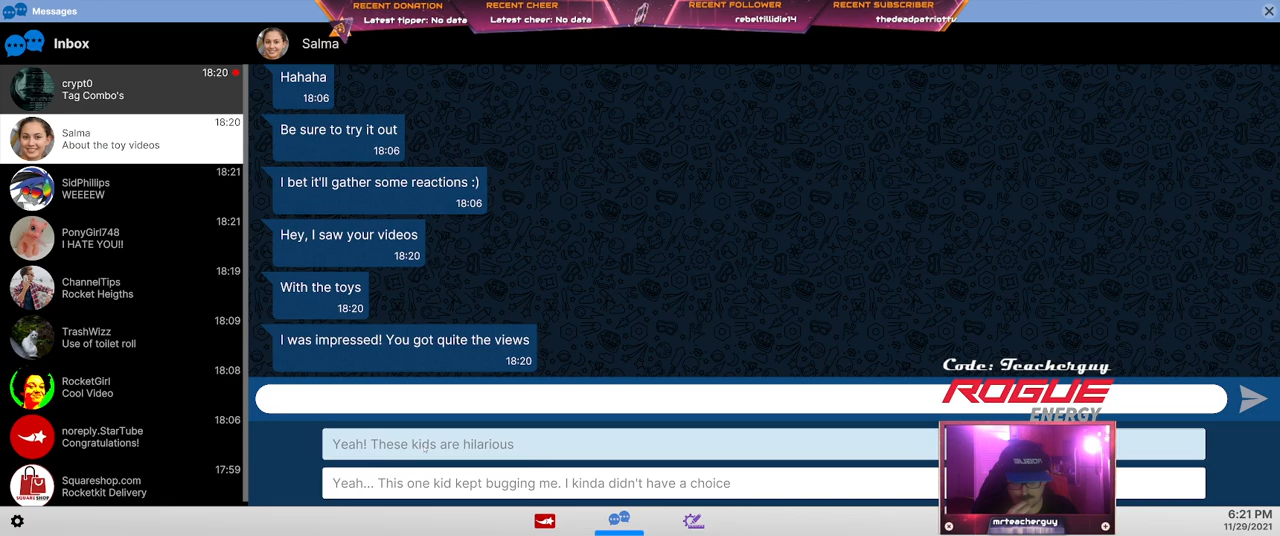 Messages
RECENT DONATION
Latest tipper: No data
RECENT CHEER
Latest cheer: No data
RECENT FOLLOWER
rebeltillidie14
RECENT SUBSCRIBER
thedeadpatriottv
Inbox
Salma
crypt0
Tag Combo's
18:20
Salma
About the toy videos
18:20
SidPhillips
WEEEEW
18:21
PonyGirl748
I HATE YOU!!
18:21
ChannelTips
Rocket Heigths
18:19
TrashWizz
Use of toilet roll
18:09
RocketGirl
Cool Video
18:08
noreply.StarTube
Congratulations!
18:06
Squareshop.com
Rocketkit Delivery
17:59
SQUARE SHOP
Hahaha
18:06
Be sure to try it out
18:06
I bet it'll gather some reactions :)
18:06
Hey, I saw your videos
18:20
With the toys
18:20
I was impressed! You got quite the views
18:20
Code: Teacherguy
ROGUE
ENERGY
Yeah! These kids are hilarious
Yeah... This one kid kept bugging me. I kinda didn't have a choice
mrteacherguy
6:21 PM
11/29/2021